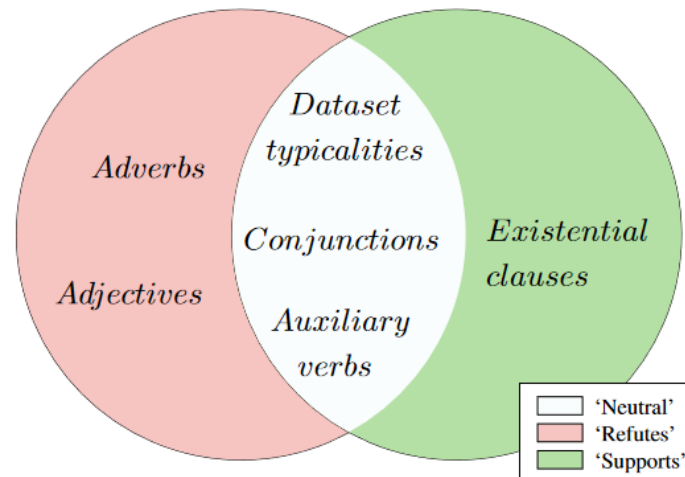 Dataset
typicalities
Adverbs
Conjunctions
Existential
clauses
Adjectives
Auxiliary
verbs
'Neutral'
'Refutes'
'Supports'